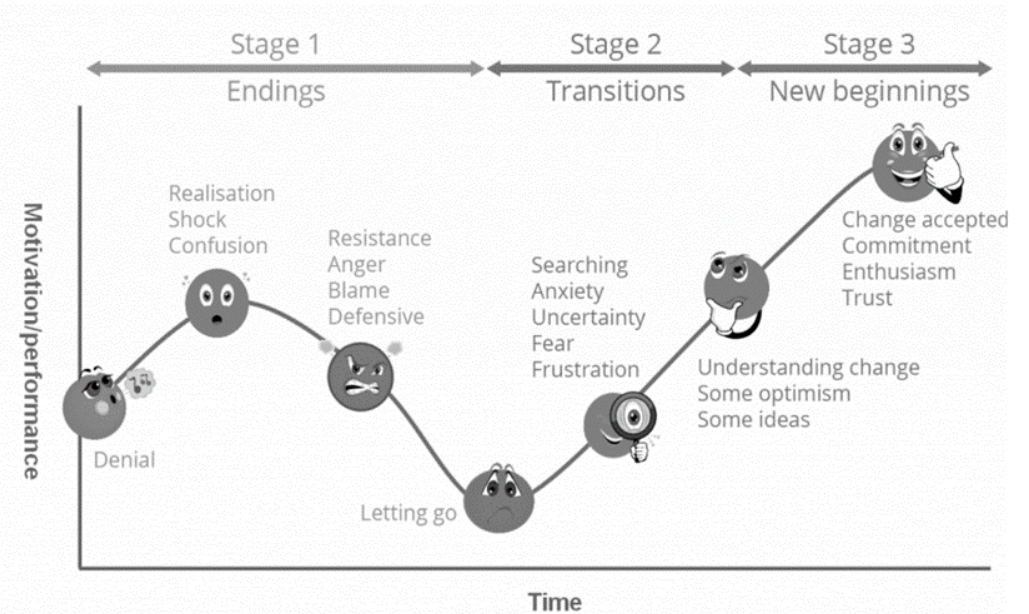 Stage 1
Stage 2
Stage 3
Endings
Transitions
New beginnings
Motivation/performance
Realisation
Shock
Confusion
Resistance
Anger
Blame
Defensive
Searching
Anxiety
Uncertainty
Fear
Frustration
Change accepted
Commitment
Enthusiasm
Trust
Understanding change
Some optimism
Some ideas
Denial
Letting go
Time